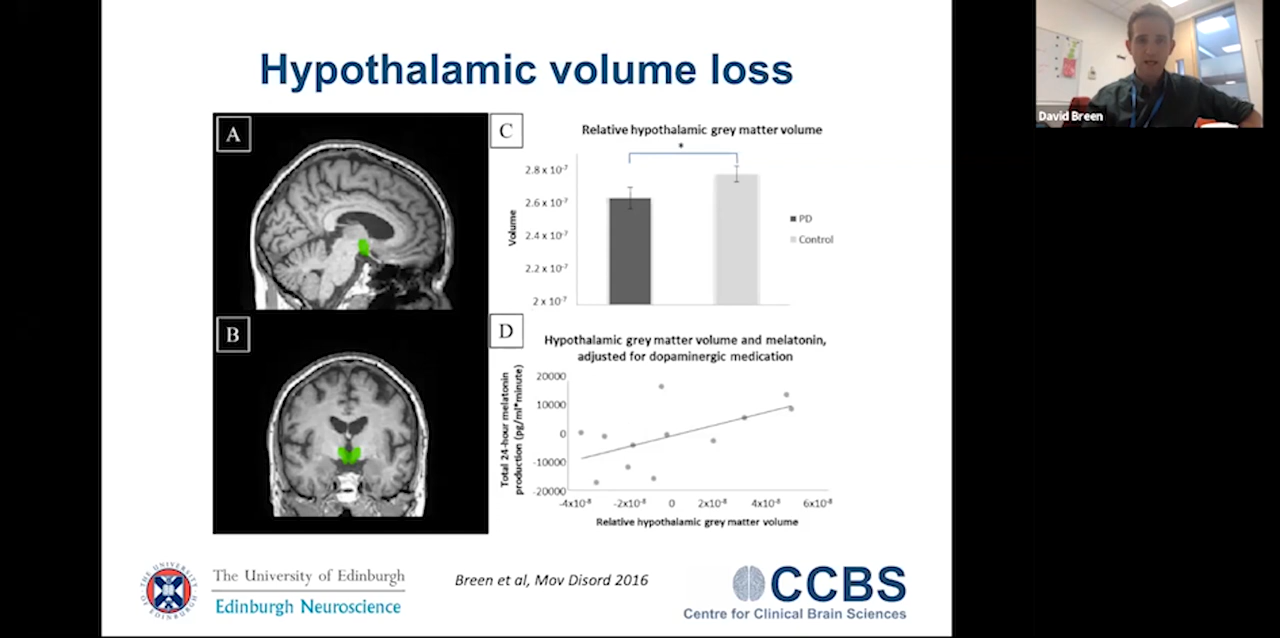 Hypothalamic volume loss
A
B
C
Relative hypothalamic grey matter volume
*
2.8 x 10⁻⁷
2.6 x 10⁻⁷
2.4 x 10⁻⁷
2.2 x 10⁻⁷
2 x 10⁻⁷
Volume
PD
Control
D
Hypothalamic grey matter volume and melatonin,
adjusted for dopaminergic medication
Total 24-hour melatonin
production (pg/ml*minute)
20000
10000
0
-10000
-20000
-4x10⁻⁸ -2x10⁻⁸ 0 2x10⁻⁸ 4x10⁻⁸ 6x10⁻⁸
Relative hypothalamic grey matter volume
THE UNIVERSITY OF EDINBURGH
The University of Edinburgh
Edinburgh Neuroscience
Breen et al, Mov Disord 2016
CCBS
Centre for Clinical Brain Sciences
David Breen